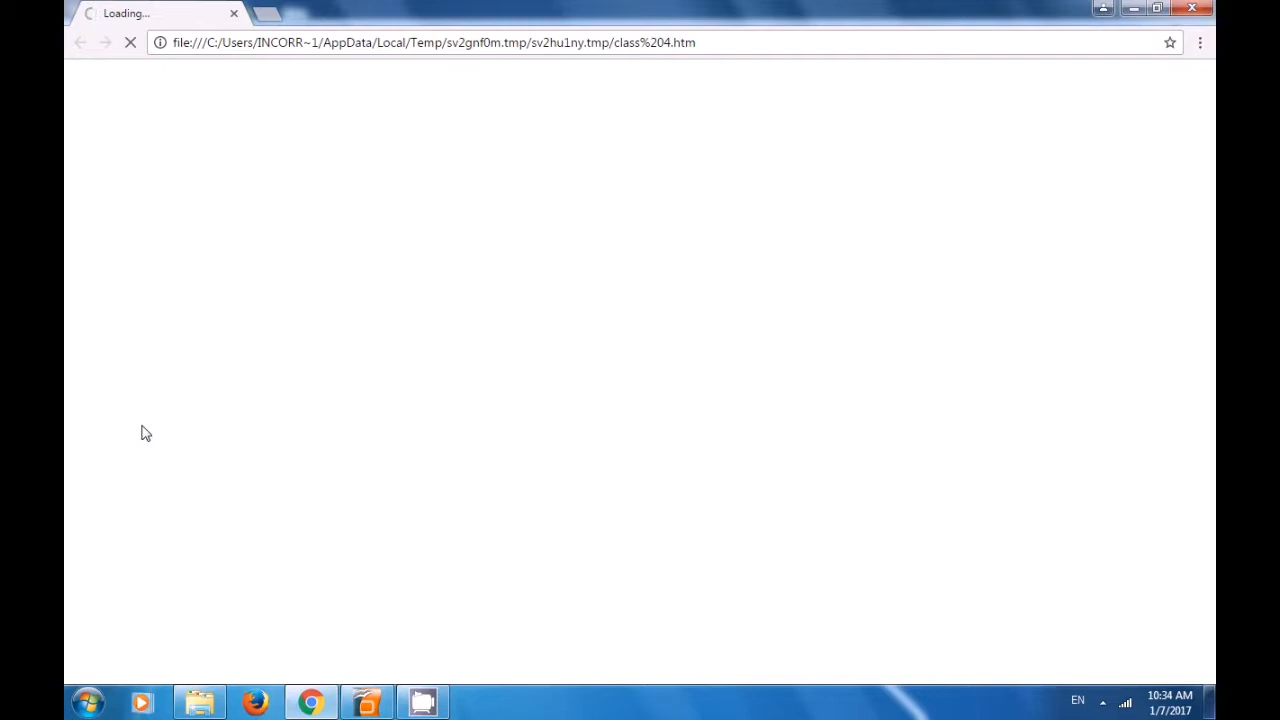 Loading...
file:///C:/Users/INCORR~1/AppData/Local/Temp/sv2gnf0m.tmp/sv2hu1ny.tmp/class%204.htm
EN
10:34 AM
1/7/2017